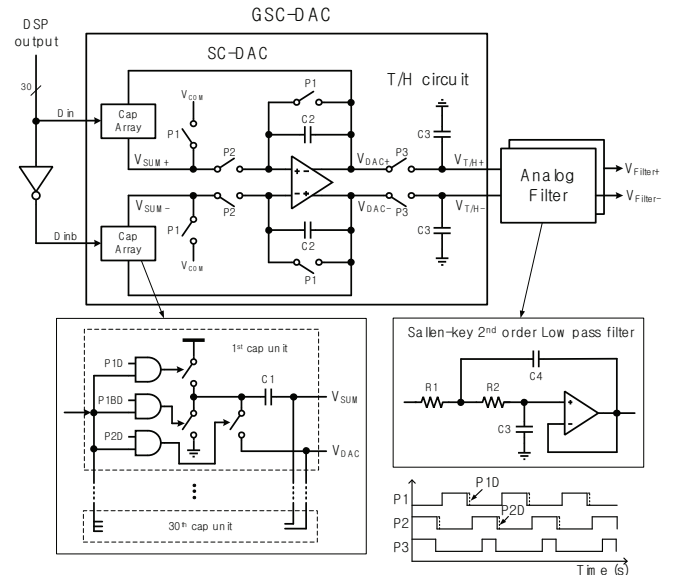 GSC-DAC
DSP
output
SC-DAC
T/H circuit
30
Din
Cap
Array
VCOM
P1
P2
P1
C2
C3
VSUM+
VDAC+
P3
VT/H+
Analog
Filter
VFilter+
VFilter-
VSUM-
P2
VDAC-
P3
VT/H-
Dinb
Cap
Array
P1
VCOM
C2
P1
C3
1st cap unit
P1D
P1BD
P2D
C1
VSUM
VDAC
30th cap unit
Sallen-key 2nd order Low pass filter
R1
R2
C4
C3
P1
P1D
P2
P2D
P3
Time (s)